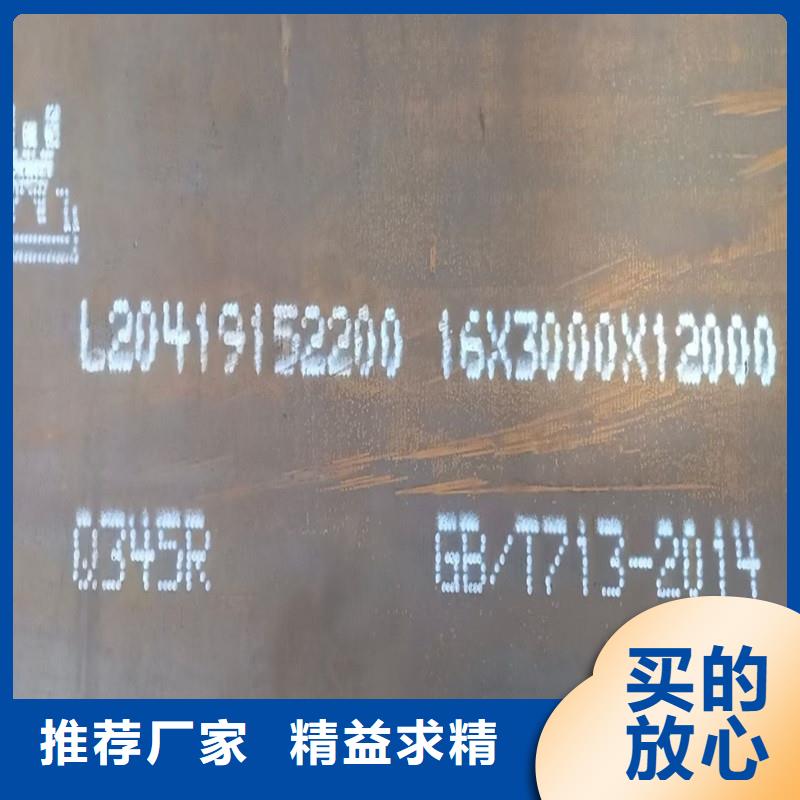 L20419152200 16X3000X12000
Q345R GB/T713-2014
推荐厂家 精益求精
买的
放心